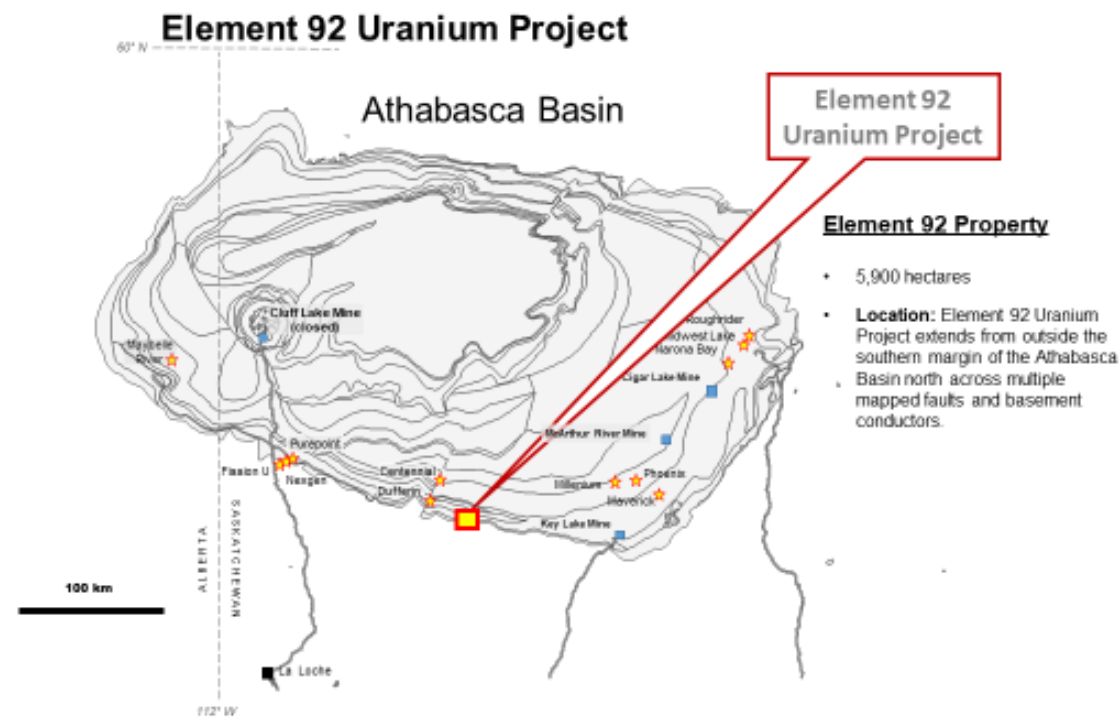 Element 92 Uranium Project
60° N
Athabasca Basin
Element 92
Uranium Project
Element 92 Property
• 5,900 hectares
• Location: Element 92 Uranium
Project extends from outside the
southern margin of the Athabasca
Basin north across multiple
mapped faults and basement
conductors.
Cluff Lake Mine
(closed)
Maybelle
River
Roughrider
Midwest Lake
Narona Bay
Cigar Lake Mine
McArthur River Mine
Purepoint
Fission U
Nexgen
Centennial
Dufferin
Millenium
Phoenix
Maverick
Key Lake Mine
ALBERTA
SASKATCHEWAN
100 km
La Loche
112° W